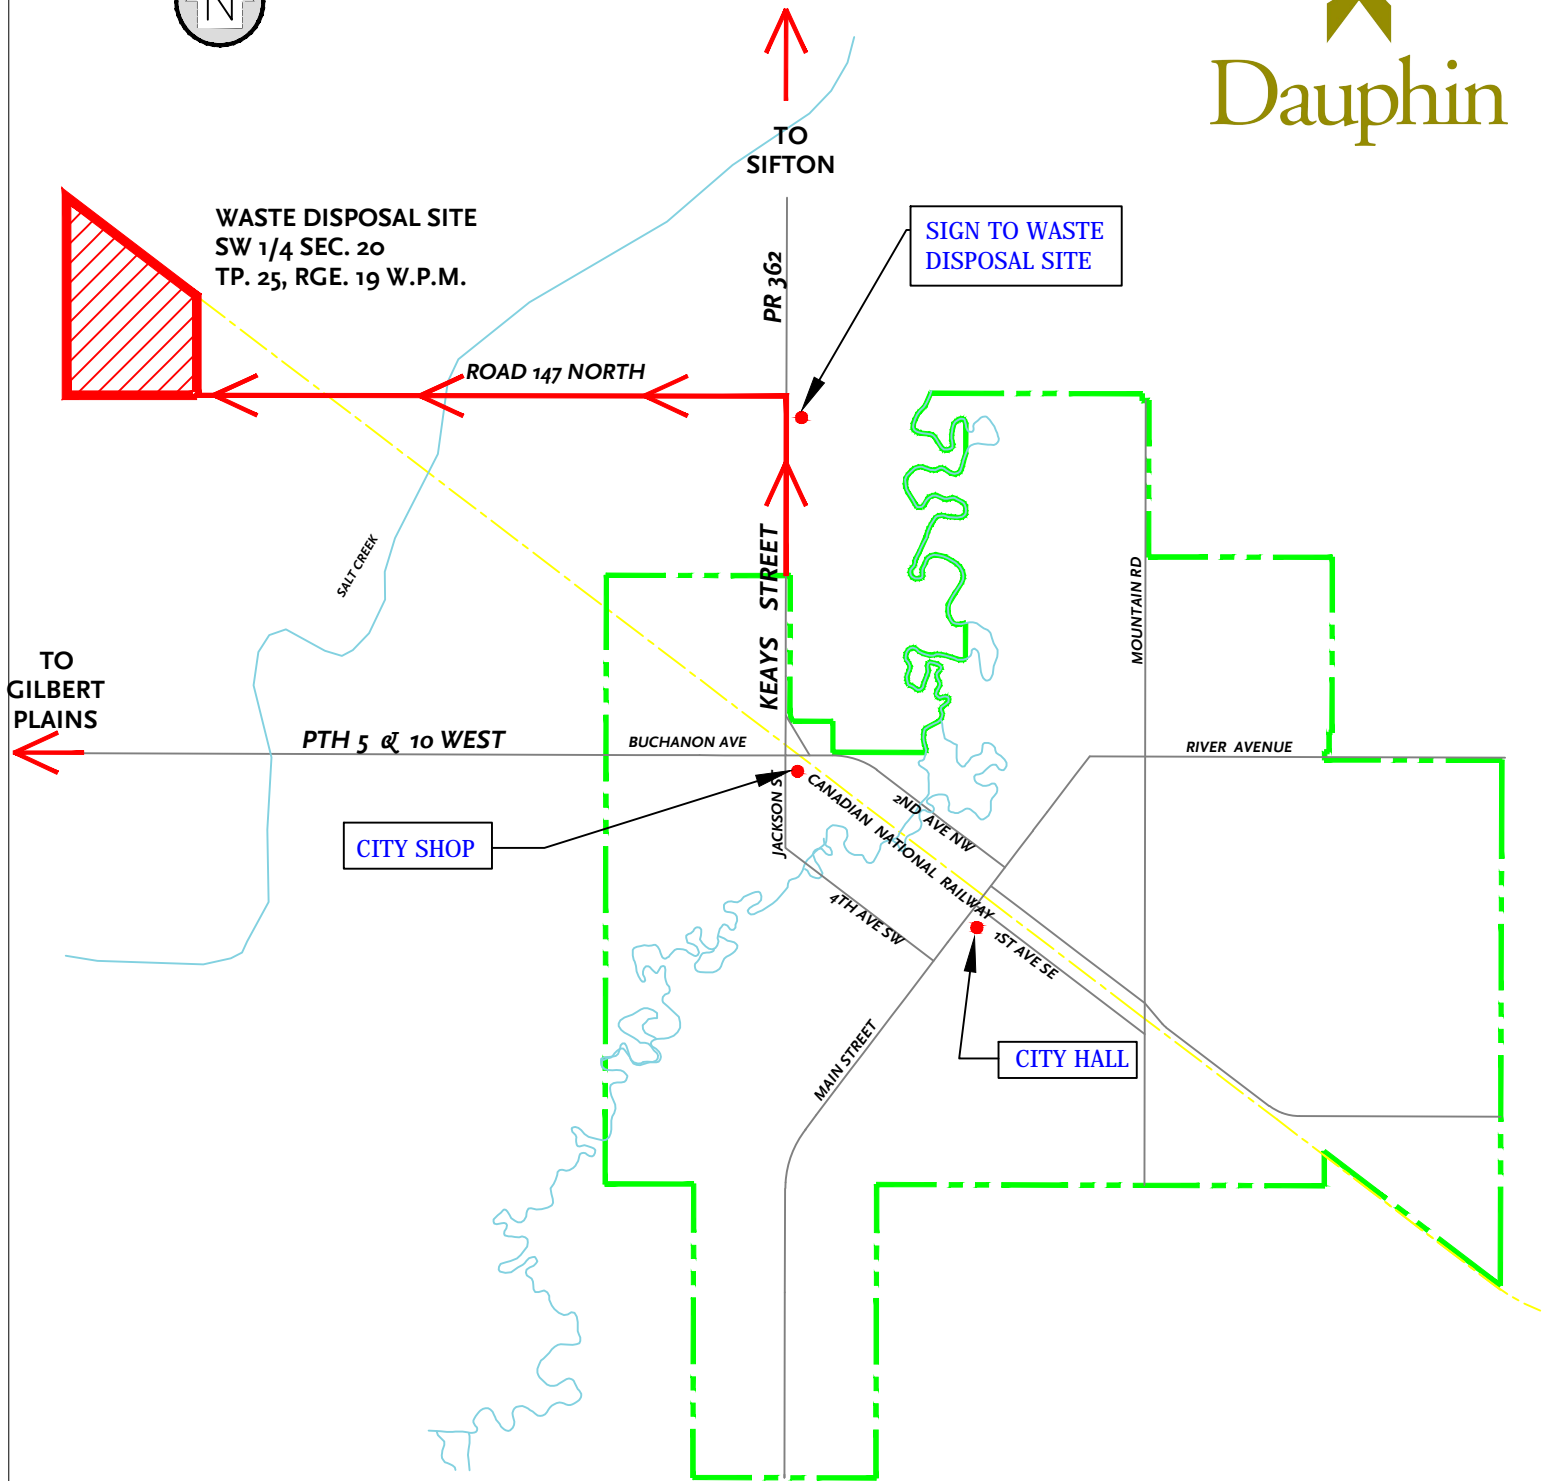 N
Dauphin
TO
SIFTON
WASTE DISPOSAL SITE
SW 1/4 SEC. 20
TP. 25, RGE. 19 W.P.M.
SIGN TO WASTE
DISPOSAL SITE
PR 362
ROAD 147 NORTH
SALT CREEK
KEAYS STREET
MOUNTAIN RD
TO
GILBERT
PLAINS
PTH 5 & 10 WEST
BUCHANON AVE
RIVER AVENUE
JACKSON ST
CANADIAN NATIONAL RAILWAY
2ND AVE NW
CITY SHOP
4TH AVE SW
1ST AVE SE
MAIN STREET
CITY HALL